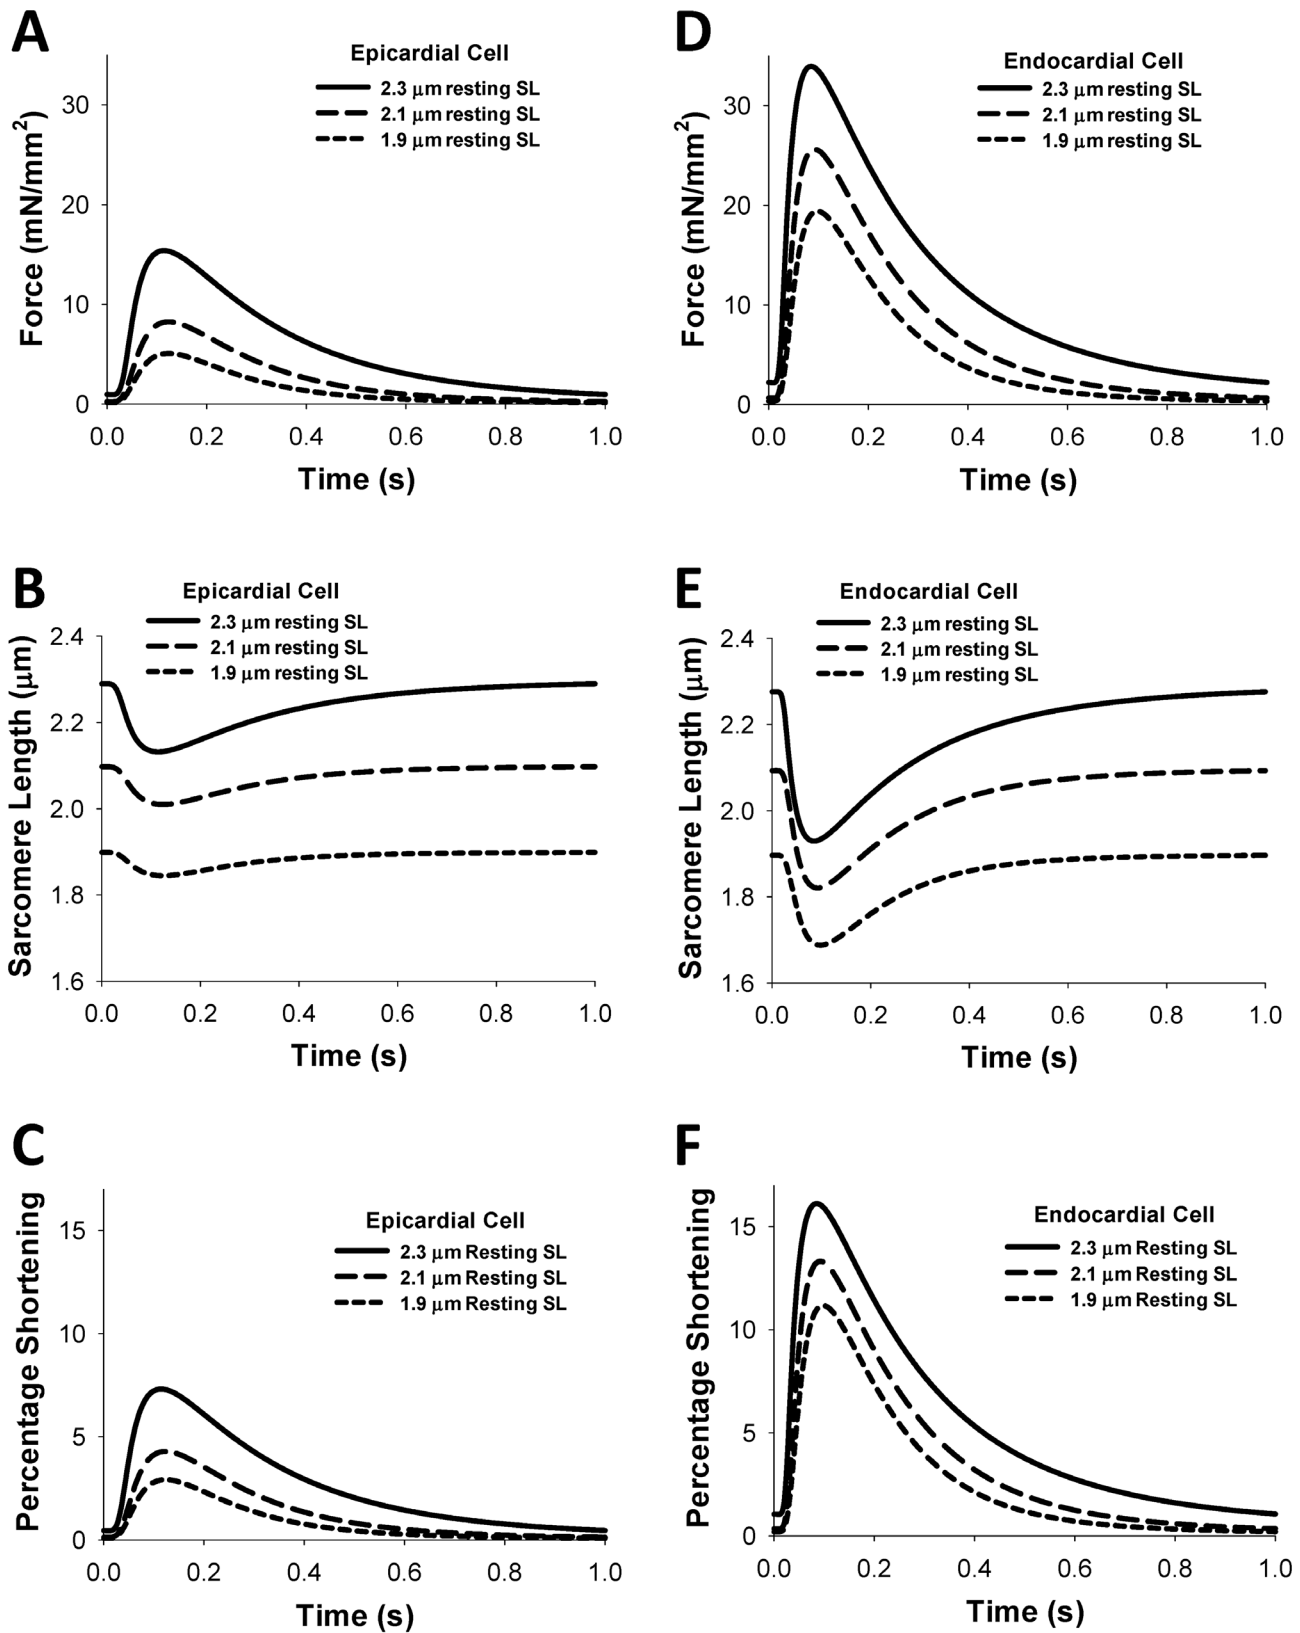 A
Epicardial Cell
2.3 μm resting SL
2.1 μm resting SL
1.9 μm resting SL
Force (mN/mm²)
30
20
10
0
0.0 0.2 0.4 0.6 0.8 1.0
Time (s)
D
Endocardial Cell
2.3 μm resting SL
2.1 μm resting SL
1.9 μm resting SL
Force (mN/mm²)
30
20
10
0
0.0 0.2 0.4 0.6 0.8 1.0
Time (s)
B
Epicardial Cell
2.3 μm resting SL
2.1 μm resting SL
1.9 μm resting SL
Sarcomere Length (μm)
2.4
2.2
2.0
1.8
1.6
0.0 0.2 0.4 0.6 0.8 1.0
Time (s)
E
Endocardial Cell
2.3 μm resting SL
2.1 μm resting SL
1.9 μm resting SL
Sarcomere Length (μm)
2.4
2.2
2.0
1.8
1.6
0.0 0.2 0.4 0.6 0.8 1.0
Time (s)
C
Epicardial Cell
2.3 μm Resting SL
2.1 μm Resting SL
1.9 μm Resting SL
Percentage Shortening
15
10
5
0
0.0 0.2 0.4 0.6 0.8 1.0
Time (s)
F
Endocardial Cell
2.3 μm Resting SL
2.1 μm Resting SL
1.9 μm Resting SL
Percentage Shortening
15
10
5
0
0.0 0.2 0.4 0.6 0.8 1.0
Time (s)